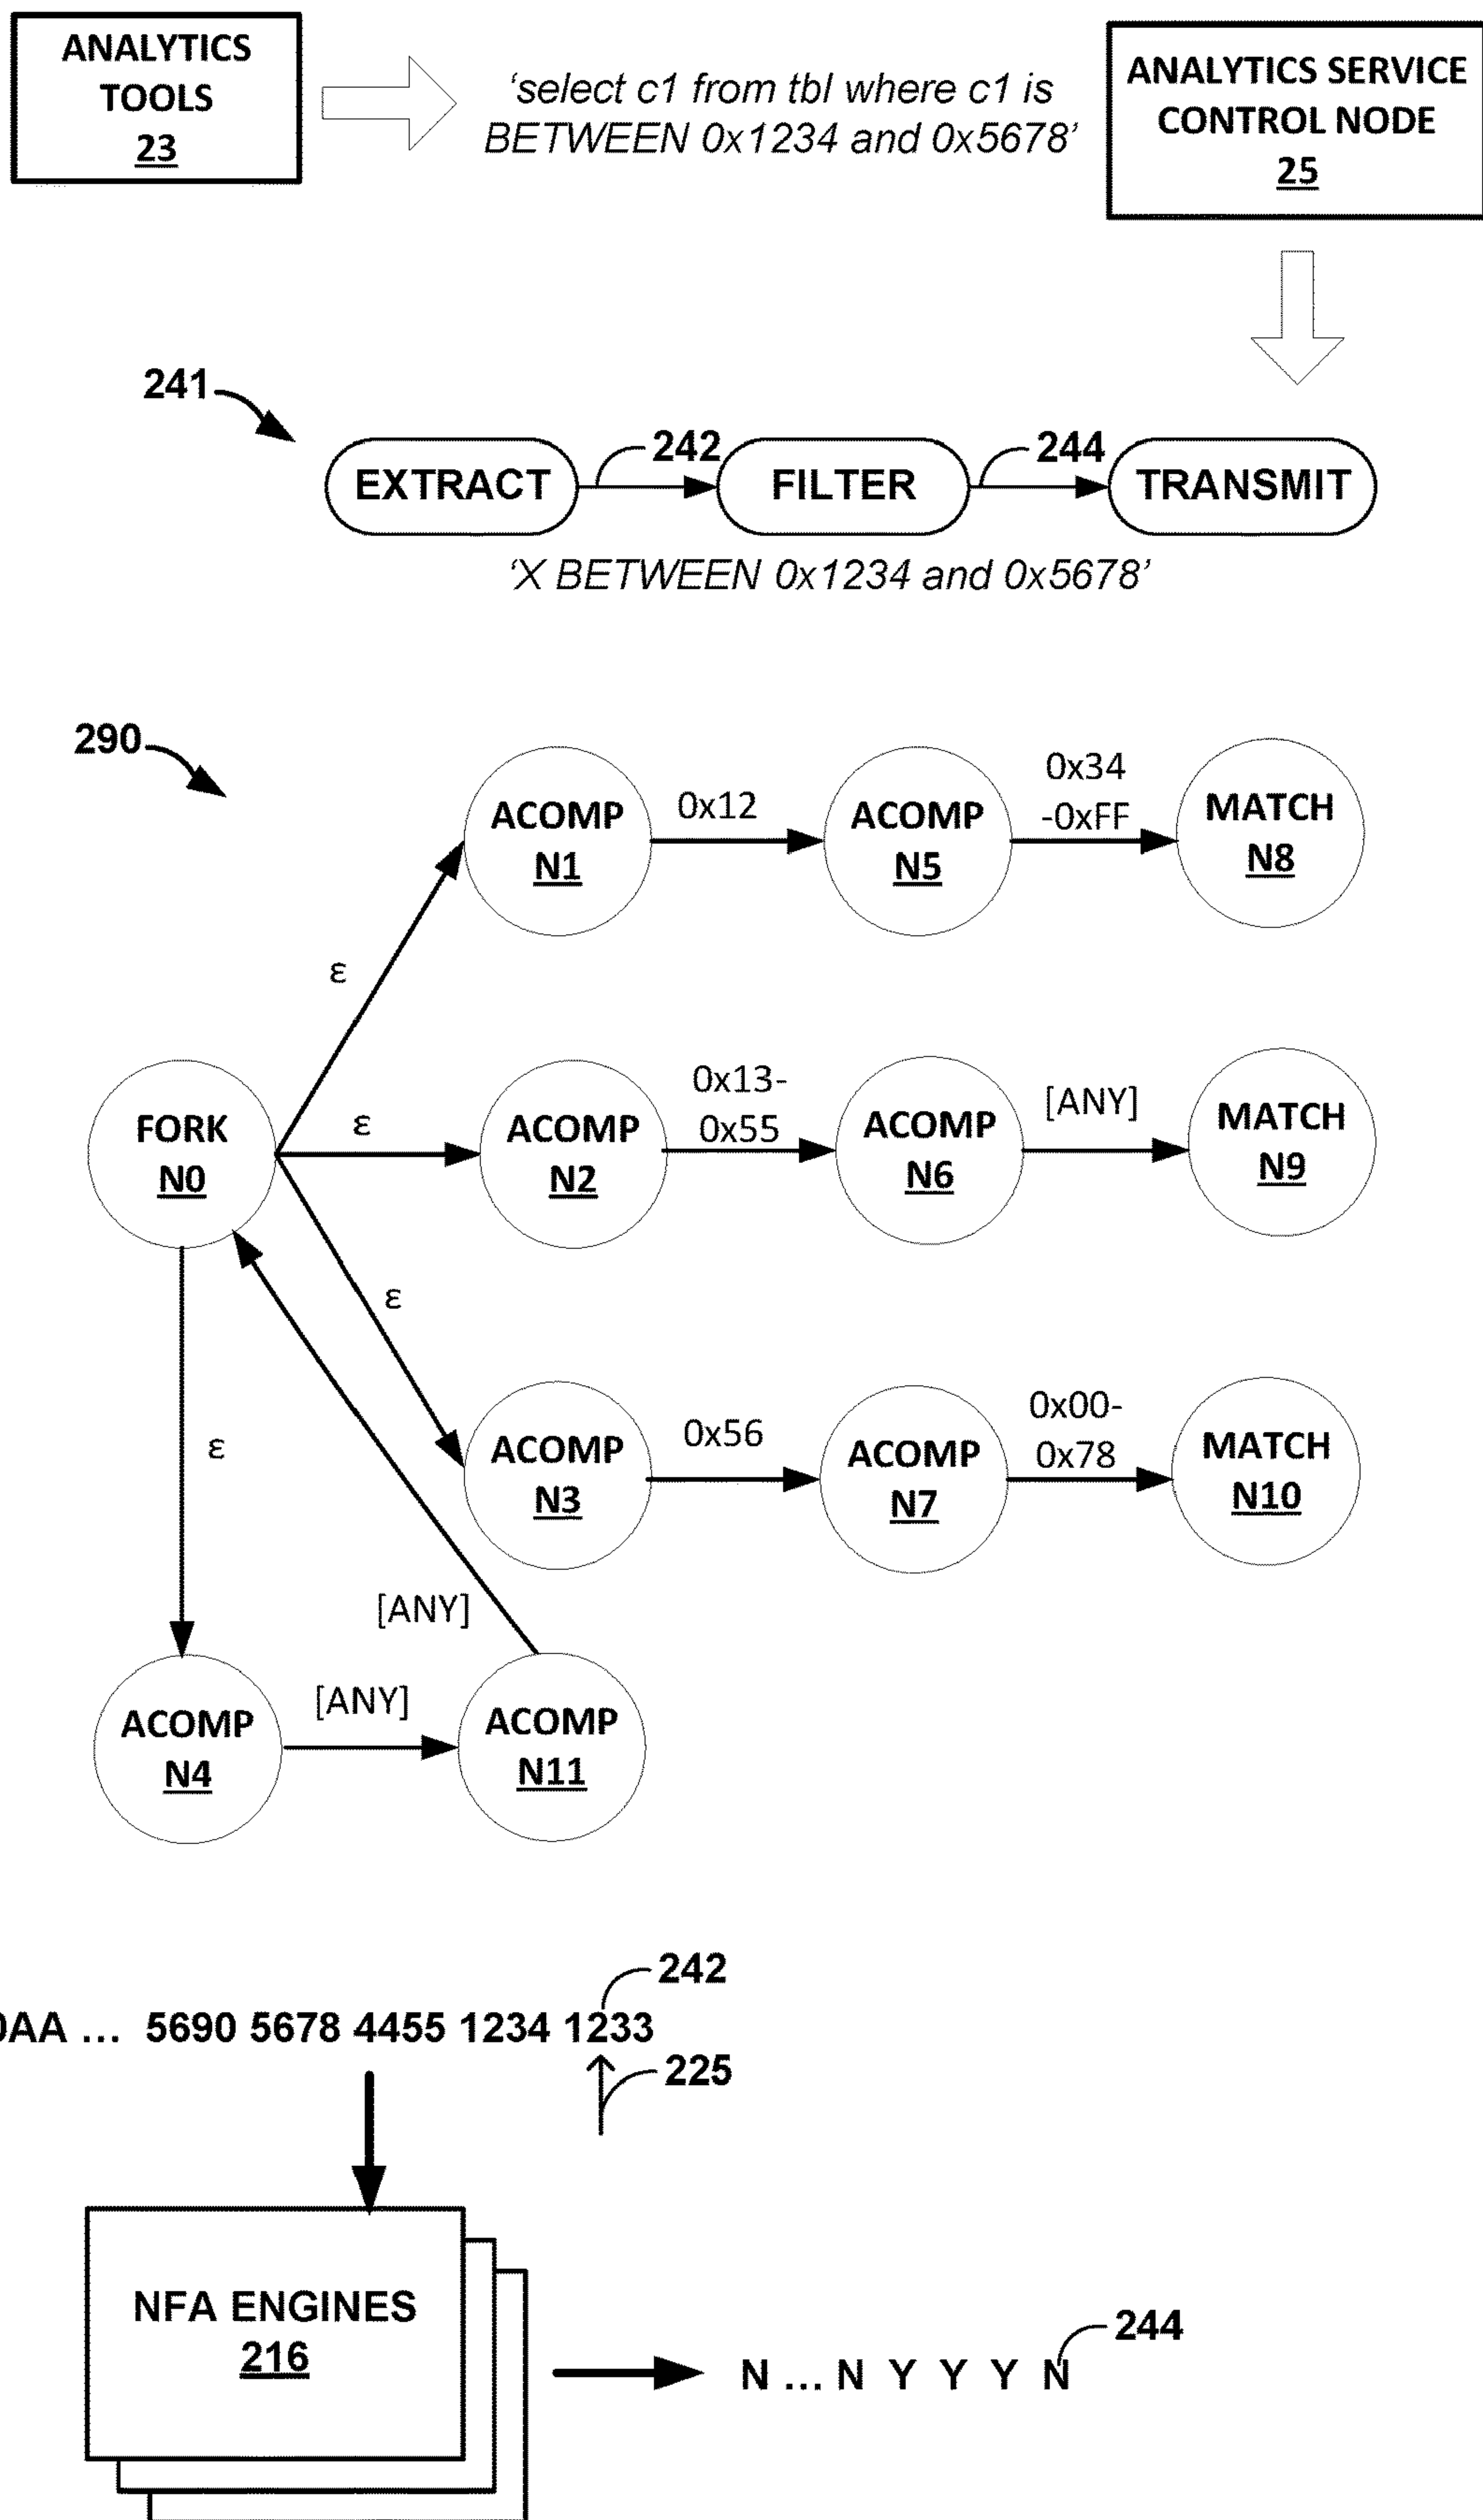 ANALYTICS
TOOLS
23
‘select c1 from tbl where c1 is
BETWEEN 0x1234 and 0x5678’
ANALYTICS SERVICE
CONTROL NODE
25
241
EXTRACT
242
FILTER
244
TRANSMIT
‘X BETWEEN 0x1234 and 0x5678’
290
ACOMP
N1
0x12
ACOMP
N5
0x34
-0xFF
MATCH
N8
ε
FORK
N0
ε
ACOMP
N2
0x13-
0x55
ACOMP
N6
[ANY]
MATCH
N9
ε
ε
ACOMP
N3
0x56
ACOMP
N7
0x00-
0x78
MATCH
N10
[ANY]
ACOMP
N4
[ANY]
ACOMP
N11
242
0AA ... 5690 5678 4455 1234 1233
225
NFA ENGINES
216
244
N ... N Y Y Y N